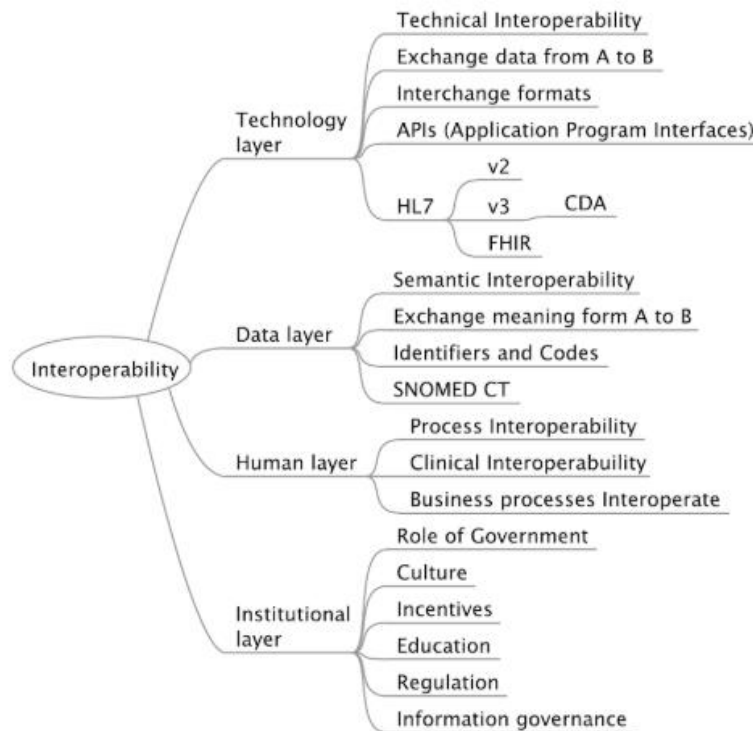 Interoperability
Technology
layer
Technical Interoperability
Exchange data from A to B
Interchange formats
APIs (Application Program Interfaces)
HL7
v2
v3
CDA
FHIR
Data layer
Semantic Interoperability
Exchange meaning form A to B
Identifiers and Codes
SNOMED CT
Human layer
Process Interoperability
Clinical Interoperabuility
Business processes Interoperate
Institutional
layer
Role of Government
Culture
Incentives
Education
Regulation
Information governance